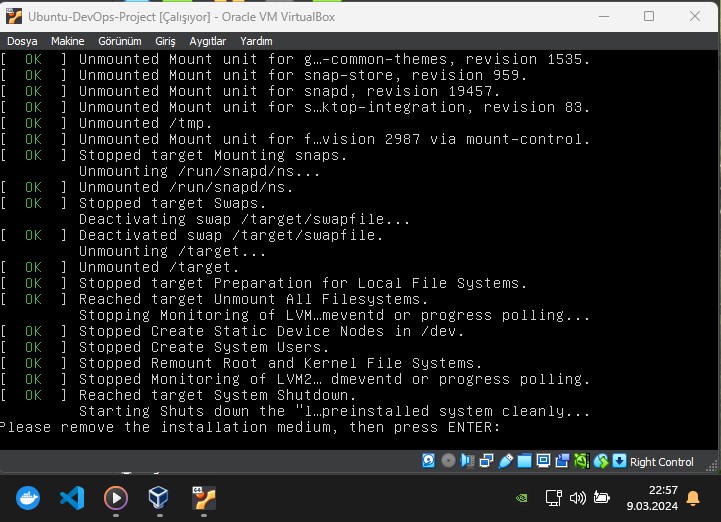 Ubuntu-DevOps-Project [Çalışıyor] - Oracle VM VirtualBox
Dosya Makine Görünüm Giriş Aygıtlar Yardım
[  OK  ] Unmounted Mount unit for g…-common-themes, revision 1535.
[  OK  ] Unmounted Mount unit for snap-store, revision 959.
[  OK  ] Unmounted Mount unit for snapd, revision 19457.
[  OK  ] Unmounted Mount unit for s…ktop-integration, revision 83.
[  OK  ] Unmounted /tmp.
[  OK  ] Unmounted Mount unit for f…vision 2987 via mount-control.
[  OK  ] Stopped target Mounting snaps.
Unmounting /run/snapd/ns...
[  OK  ] Unmounted /run/snapd/ns.
[  OK  ] Stopped target Swaps.
Deactivating swap /target/swapfile...
[  OK  ] Deactivated swap /target/swapfile.
Unmounting /target...
[  OK  ] Unmounted /target.
[  OK  ] Stopped target Preparation for Local File Systems.
[  OK  ] Reached target Unmount All Filesystems.
Stopping Monitoring of LVM…meventd or progress polling...
[  OK  ] Stopped Create Static Device Nodes in /dev.
[  OK  ] Stopped Create System Users.
[  OK  ] Stopped Remount Root and Kernel File Systems.
[  OK  ] Stopped Monitoring of LVM2… dmeventd or progress polling.
[  OK  ] Reached target System Shutdown.
Starting Shuts down the "l…preinstalled system cleanly...
Please remove the installation medium, then press ENTER:
Right Control
22:57
9.03.2024